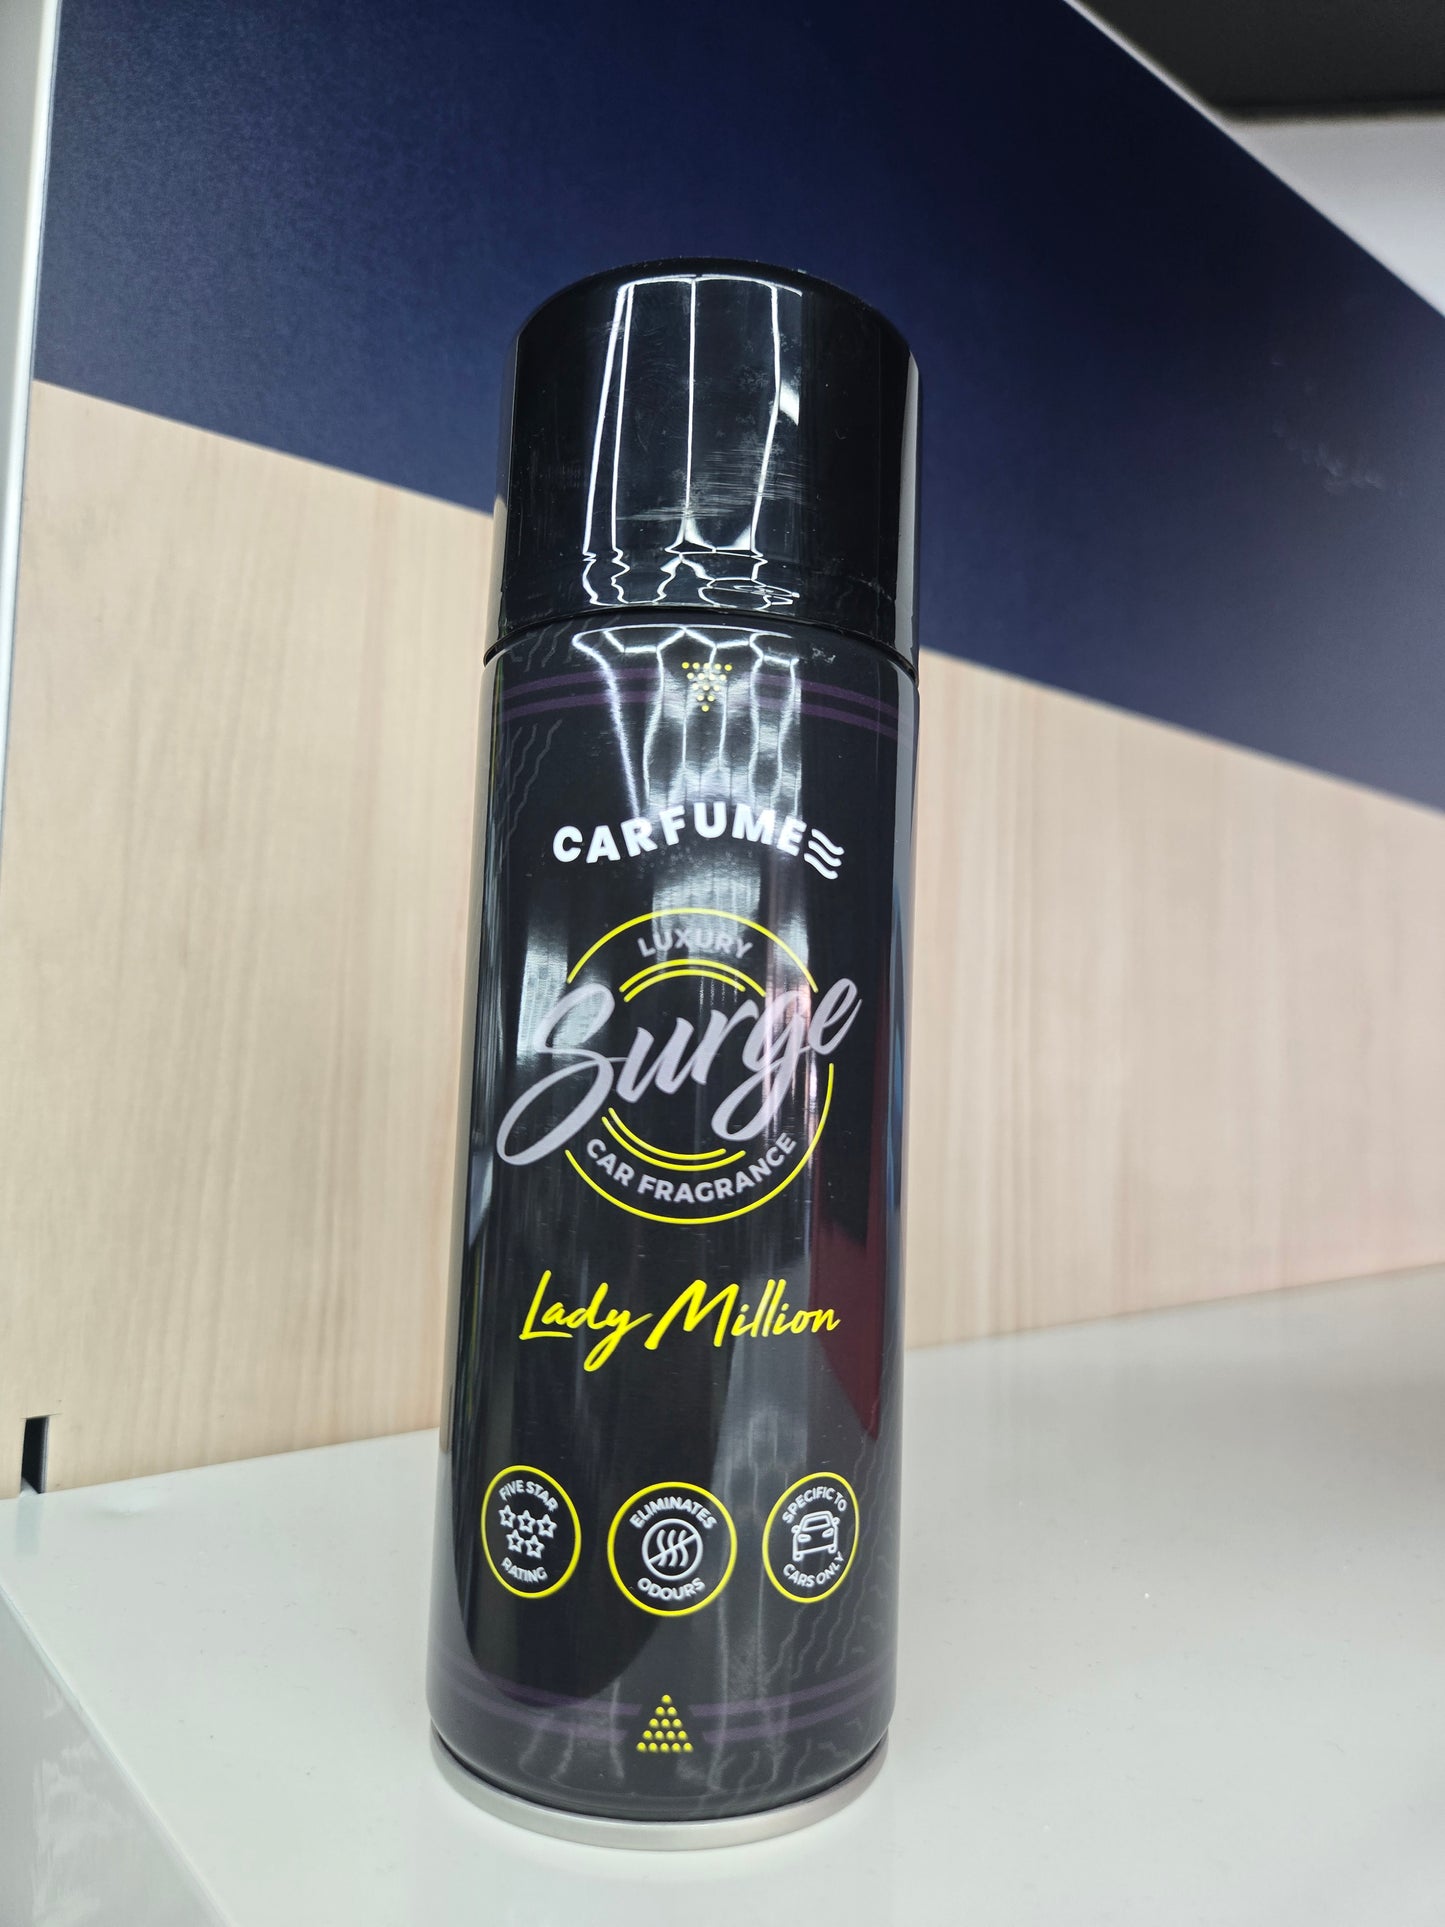 CARFUME
LUXURY
Surge
CAR FRAGRANCE
Lady Million
FIVE STAR
RATING
ELIMINATES
ODOURS
SPECIFIC TO
CARS ONLY